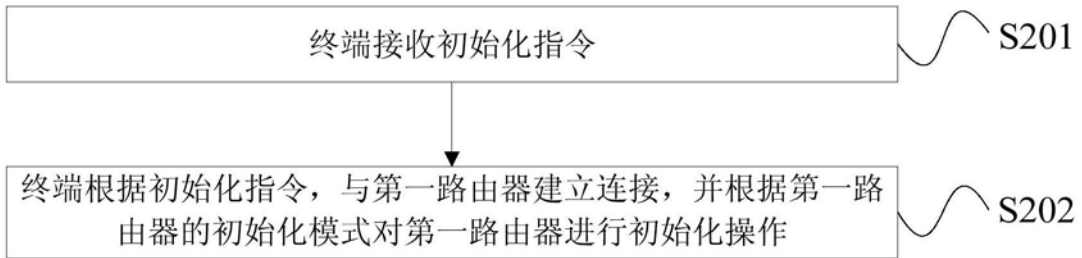 终端接收初始化指令
S201
终端根据初始化指令，与第一路由器建立连接，并根据第一路
由器的初始化模式对第一路由器进行初始化操作
S202